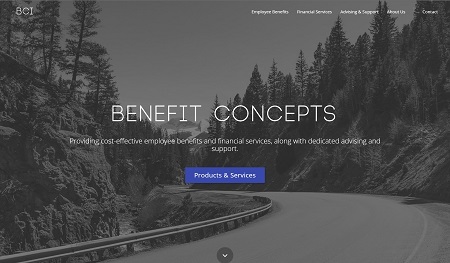 BCI
Employee Benefits Financial Services Advising & Support About Us Contact
BENEFIT CONCEPTS
Providing cost-effective employee benefits and financial services, along with dedicated advising and
support.
Products & Services